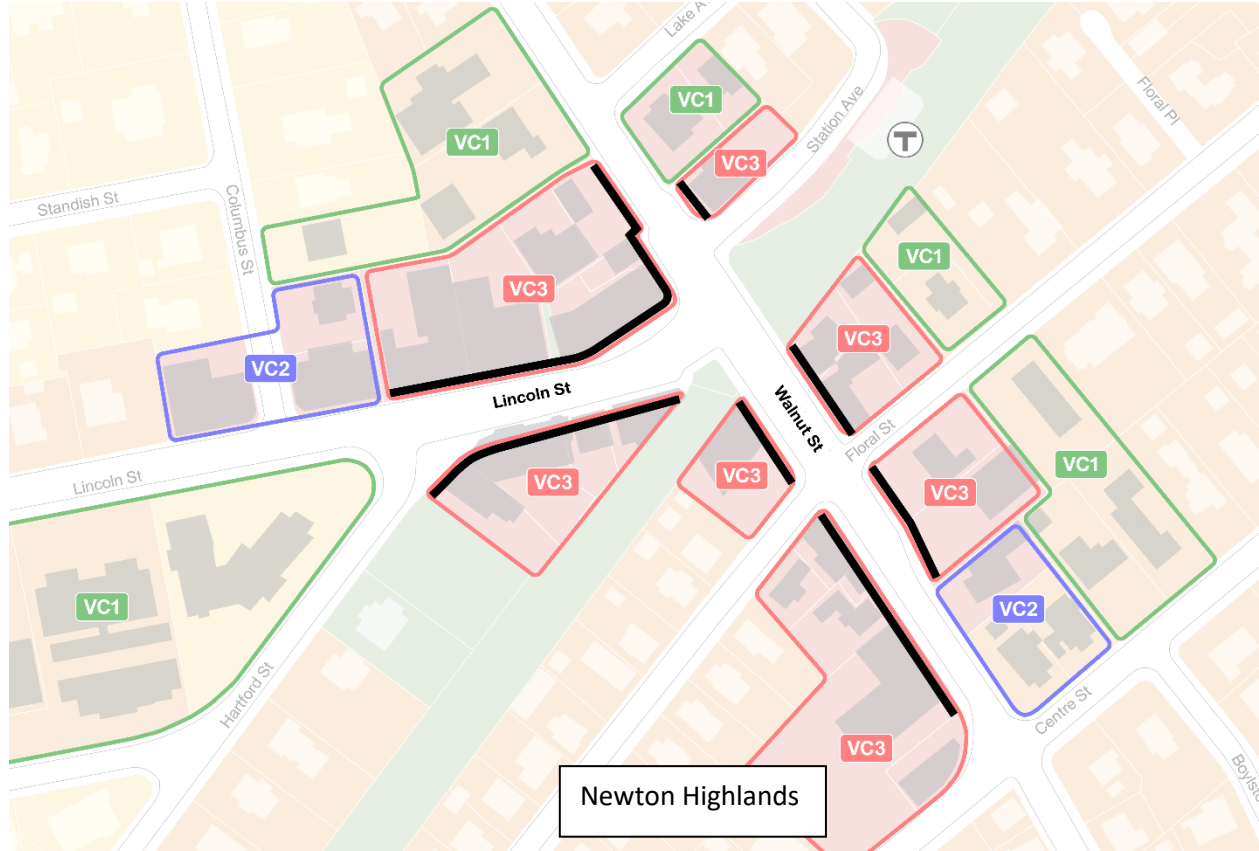 Lake A
VC1
Station Ave
Floral Pl
T
VC1
VC3
Standish St
Columbus St
VC1
VC3
VC3
VC2
Lincoln St
Walnut St
Floral St
VC1
Lincoln St
VC3
VC3
VC3
VC1
VC2
Hartford St
Centre St
VC3
Boylst
Newton Highlands